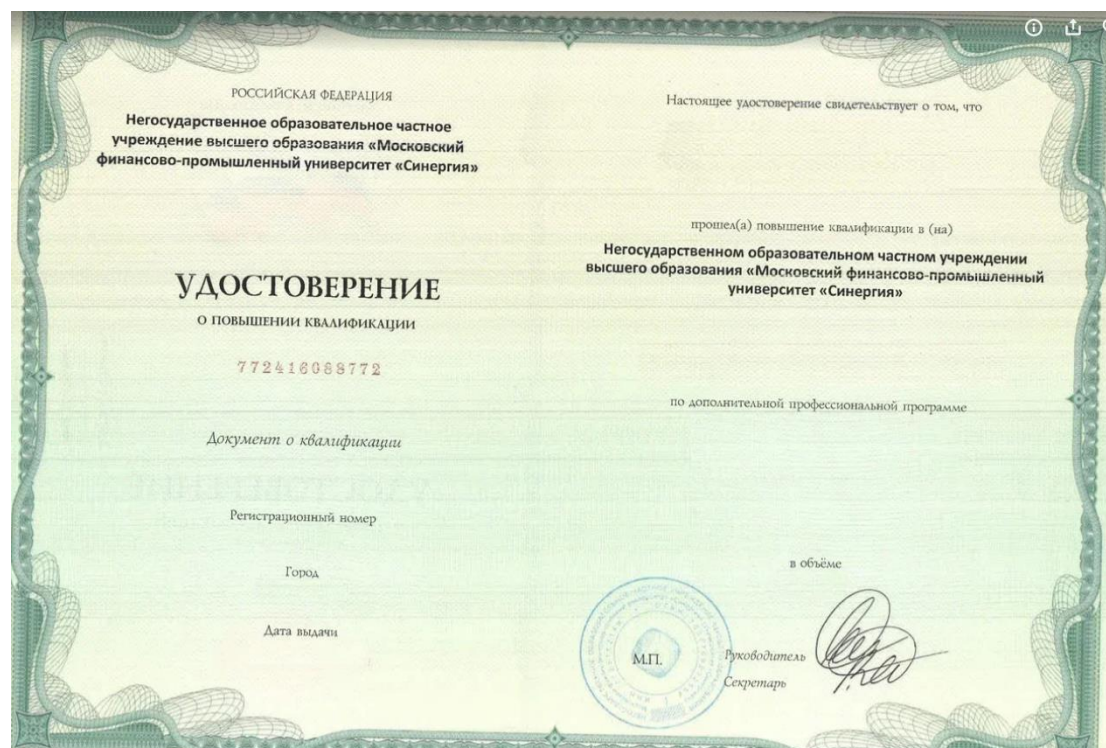 РОССИЙСКАЯ ФЕДЕРАЦИЯ
Негосударственное образовательное частное
учреждение высшего образования «Московский
финансово-промышленный университет «Синергия»
УДОСТОВЕРЕНИЕ
О ПОВЫШЕНИИ КВАЛИФИКАЦИИ
772416088772
Документ о квалификации
Регистрационный номер
Город
Дата выдачи
Настоящее удостоверение свидетельствует о том, что
прошел(а) повышение квалификации в (на)
Негосударственном образовательном частном учреждении
высшего образования «Московский финансово-промышленный
университет «Синергия»
по дополнительной профессиональной программе
в объёме
М.П.
Руководитель
Секретарь